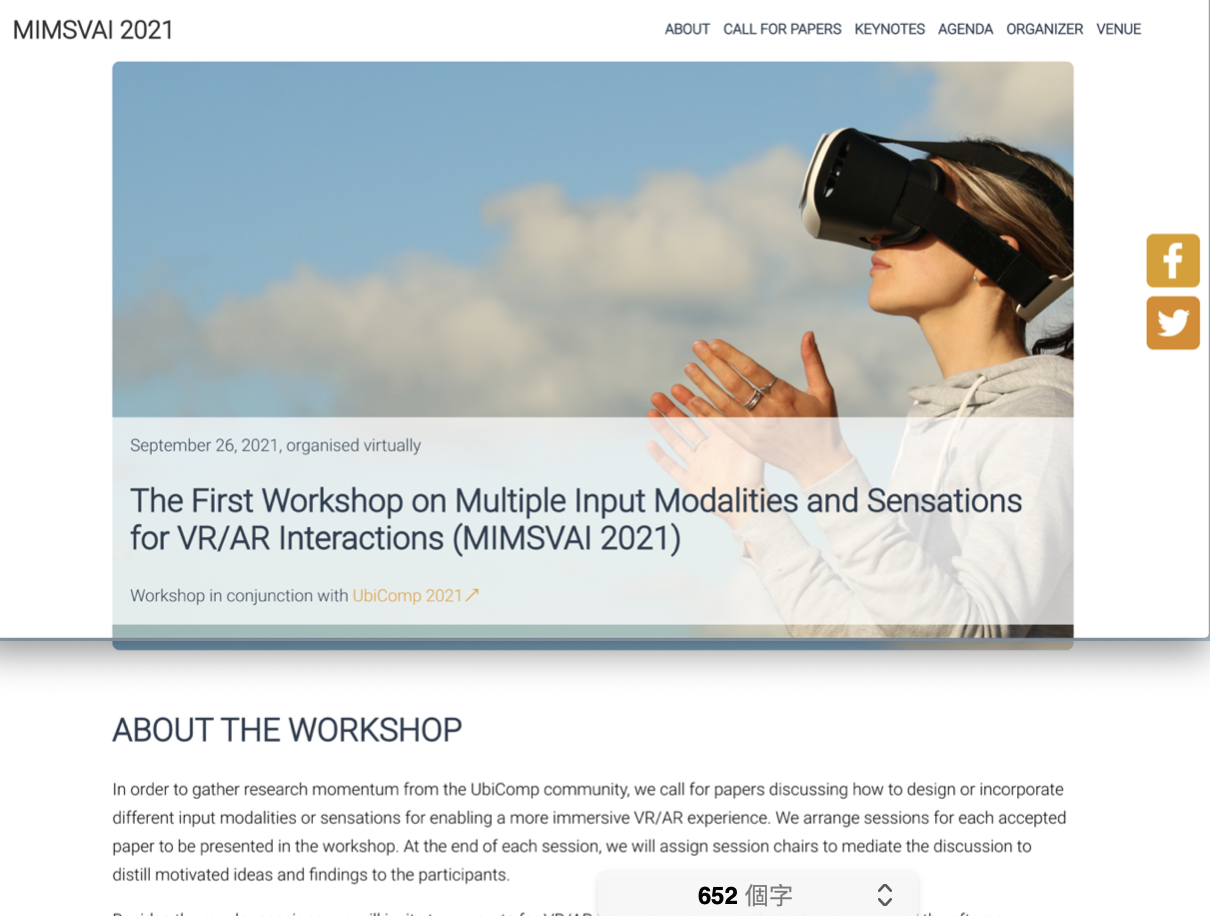 MIMSVAI 2021
ABOUT CALL FOR PAPERS KEYNOTES AGENDA ORGANIZER VENUE
September 26, 2021, organised virtually
The First Workshop on Multiple Input Modalities and Sensations
for VR/AR Interactions (MIMSVAI 2021)
Workshop in conjunction with UbiComp 2021↗
ABOUT THE WORKSHOP
In order to gather research momentum from the UbiComp community, we call for papers discussing how to design or incorporate
different input modalities or sensations for enabling a more immersive VR/AR experience. We arrange sessions for each accepted
paper to be presented in the workshop. At the end of each session, we will assign session chairs to mediate the discussion to
distill motivated ideas and findings to the participants.
652 個字